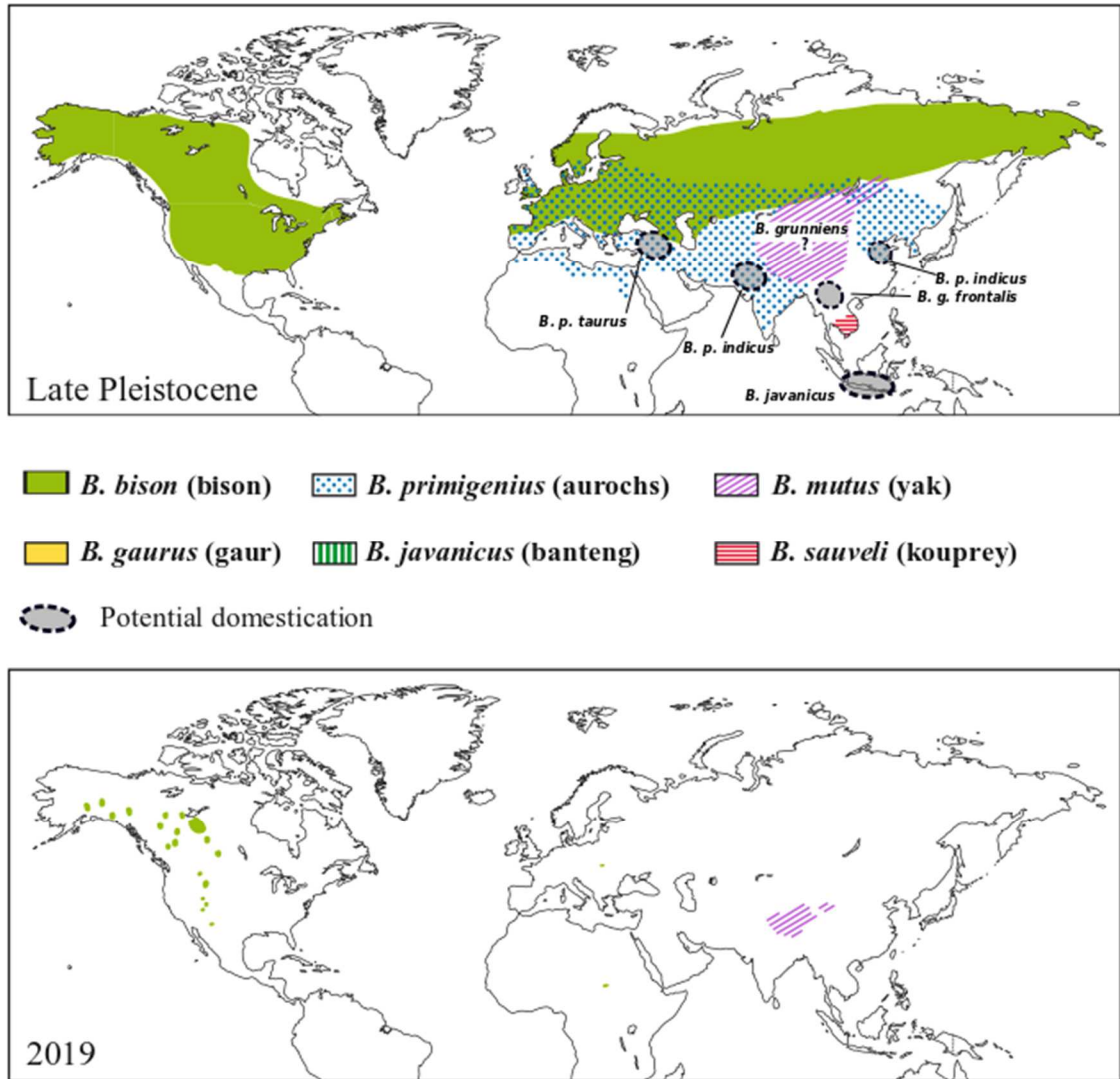 B. grunniens
?
B. p. indicus
B. g. frontalis
B. p. taurus
B. p. indicus
B. javanicus
Late Pleistocene
B. bison (bison)
B. primigenius (aurochs)
B. mutus (yak)
B. gaurus (gaur)
B. javanicus (banteng)
B. sauveli (kouprey)
Potential domestication
2019